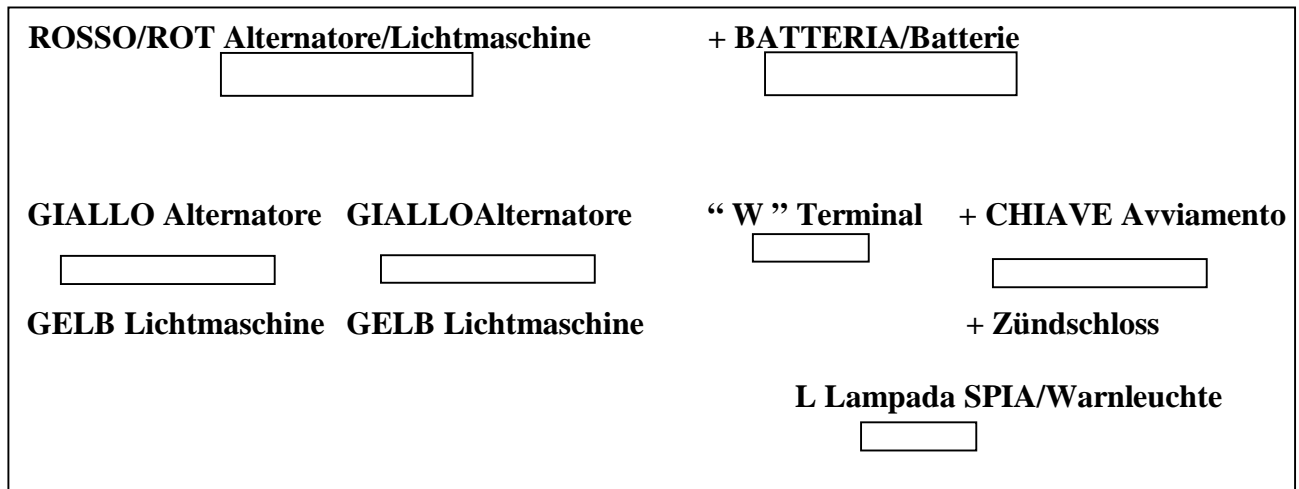 ROSSO/ROT Alternatore/Lichtmaschine + BATTERIA/Batterie
GIALLO Alternatore GIALLOAlternatore “ W ” Terminal + CHIAVE Avviamento
GELB Lichtmaschine GELB Lichtmaschine + Zündschloss
L Lampada SPIA/Warnleuchte